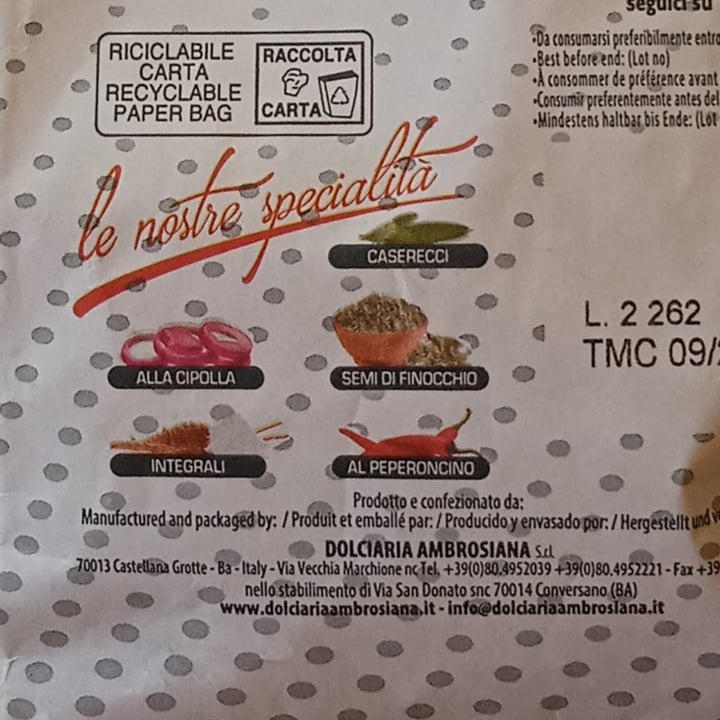 seguici su
RICICLABILE
CARTA
RECYCLABLE
PAPER BAG
RACCOLTA
CARTA
•Da consumarsi preferibilmente entro
•Best before end: (Lot no)
•À consommer de préférence avant
•Consumir preferentemente antes del
•Mindestens haltbar bis Ende: (Lot
le nostre specialità
CASERECCI
ALLA CIPOLLA
SEMI DI FINOCCHIO
INTEGRALI
AL PEPERONCINO
L. 2 262
TMC 09/2
Prodotto e confezionato da:
Manufactured and packaged by: / Produit et emballé par: / Producido y envasado por: / Hergestellt und
DOLCIARIA AMBROSIANA S.r.l.
70013 Castellana Grotte - Ba - Italy - Via Vecchia Marchione nc Tel. +39(0)80.4952039 +39(0)80.4952221 - Fax +39
nello stabilimento di Via San Donato snc 70014 Conversano (BA)
www.dolciariaambrosiana.it - info@dolciariaambrosiana.it